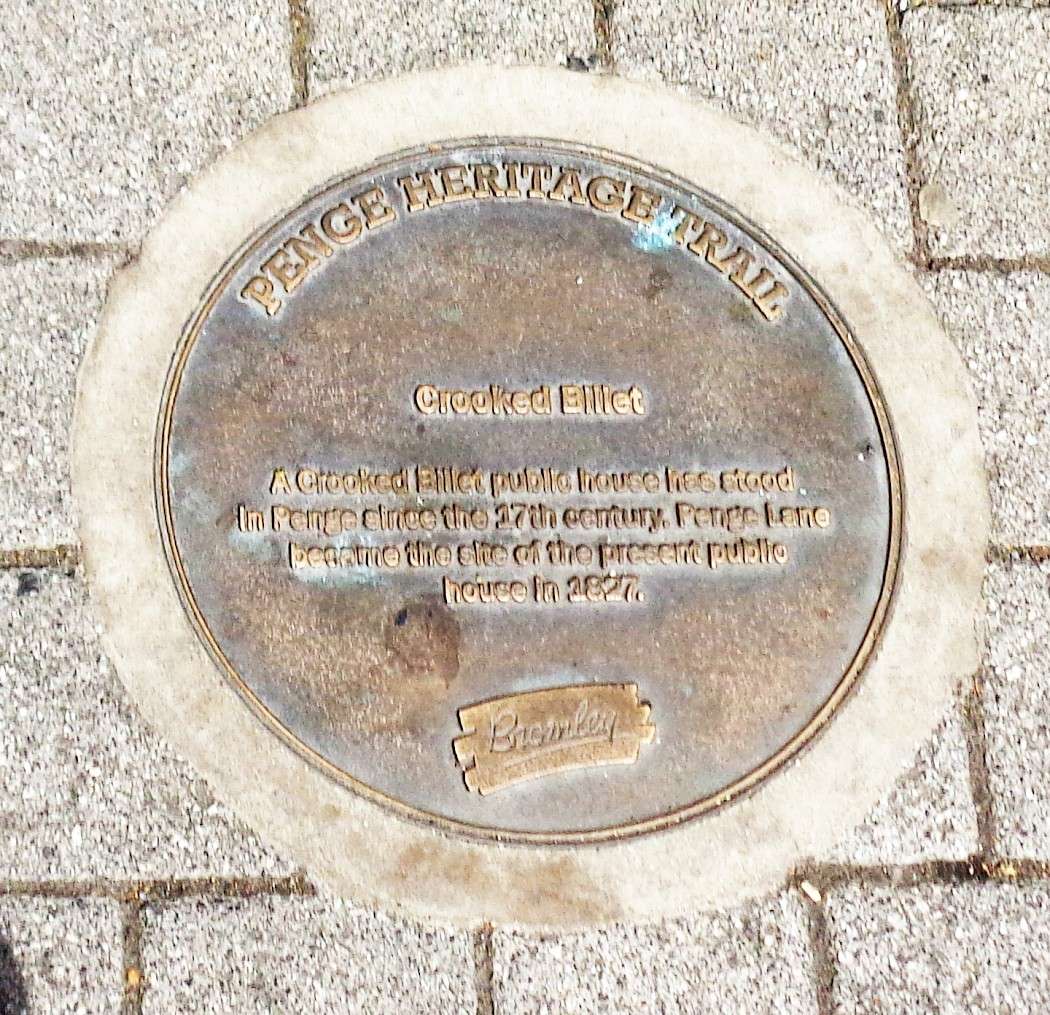 PENGE HERITAGE TRAIL
Crooked Billet
A Crooked Billet public house has stood
in Penge since the 17th century. Penge Lane
became the site of the present public
house in 1827.
Bromley